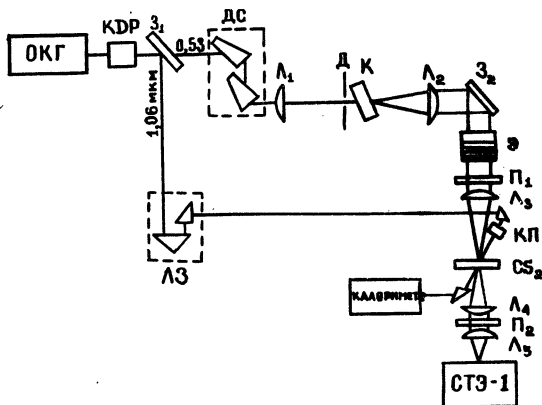 ОКГ
KDP
З₁
0,53
ДС
1,06 мкм
Л₁
Д
К
Л₂
З₂
Э
П₁
Л₃
КП
CS₂
ЛЗ
КАЛОРИМЕТР
Л₄
П₂
Л₅
СТЭ-1